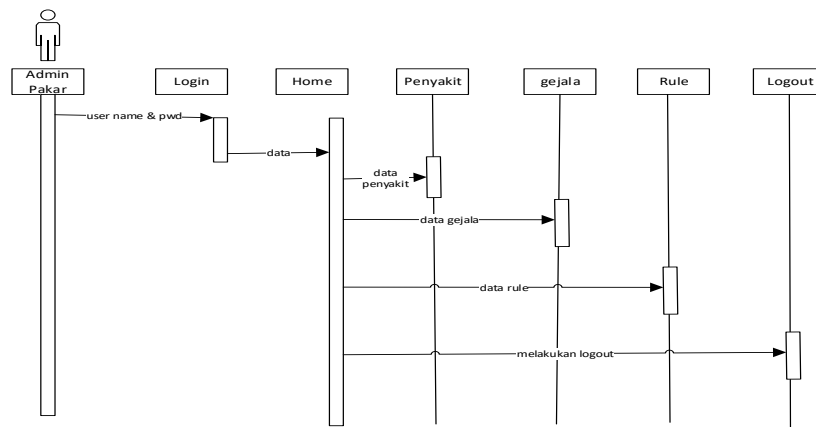 Admin
Pakar
Login
Home
Penyakit
gejala
Rule
Logout
user name & pwd
data
data
penyakit
data gejala
data rule
melakukan logout